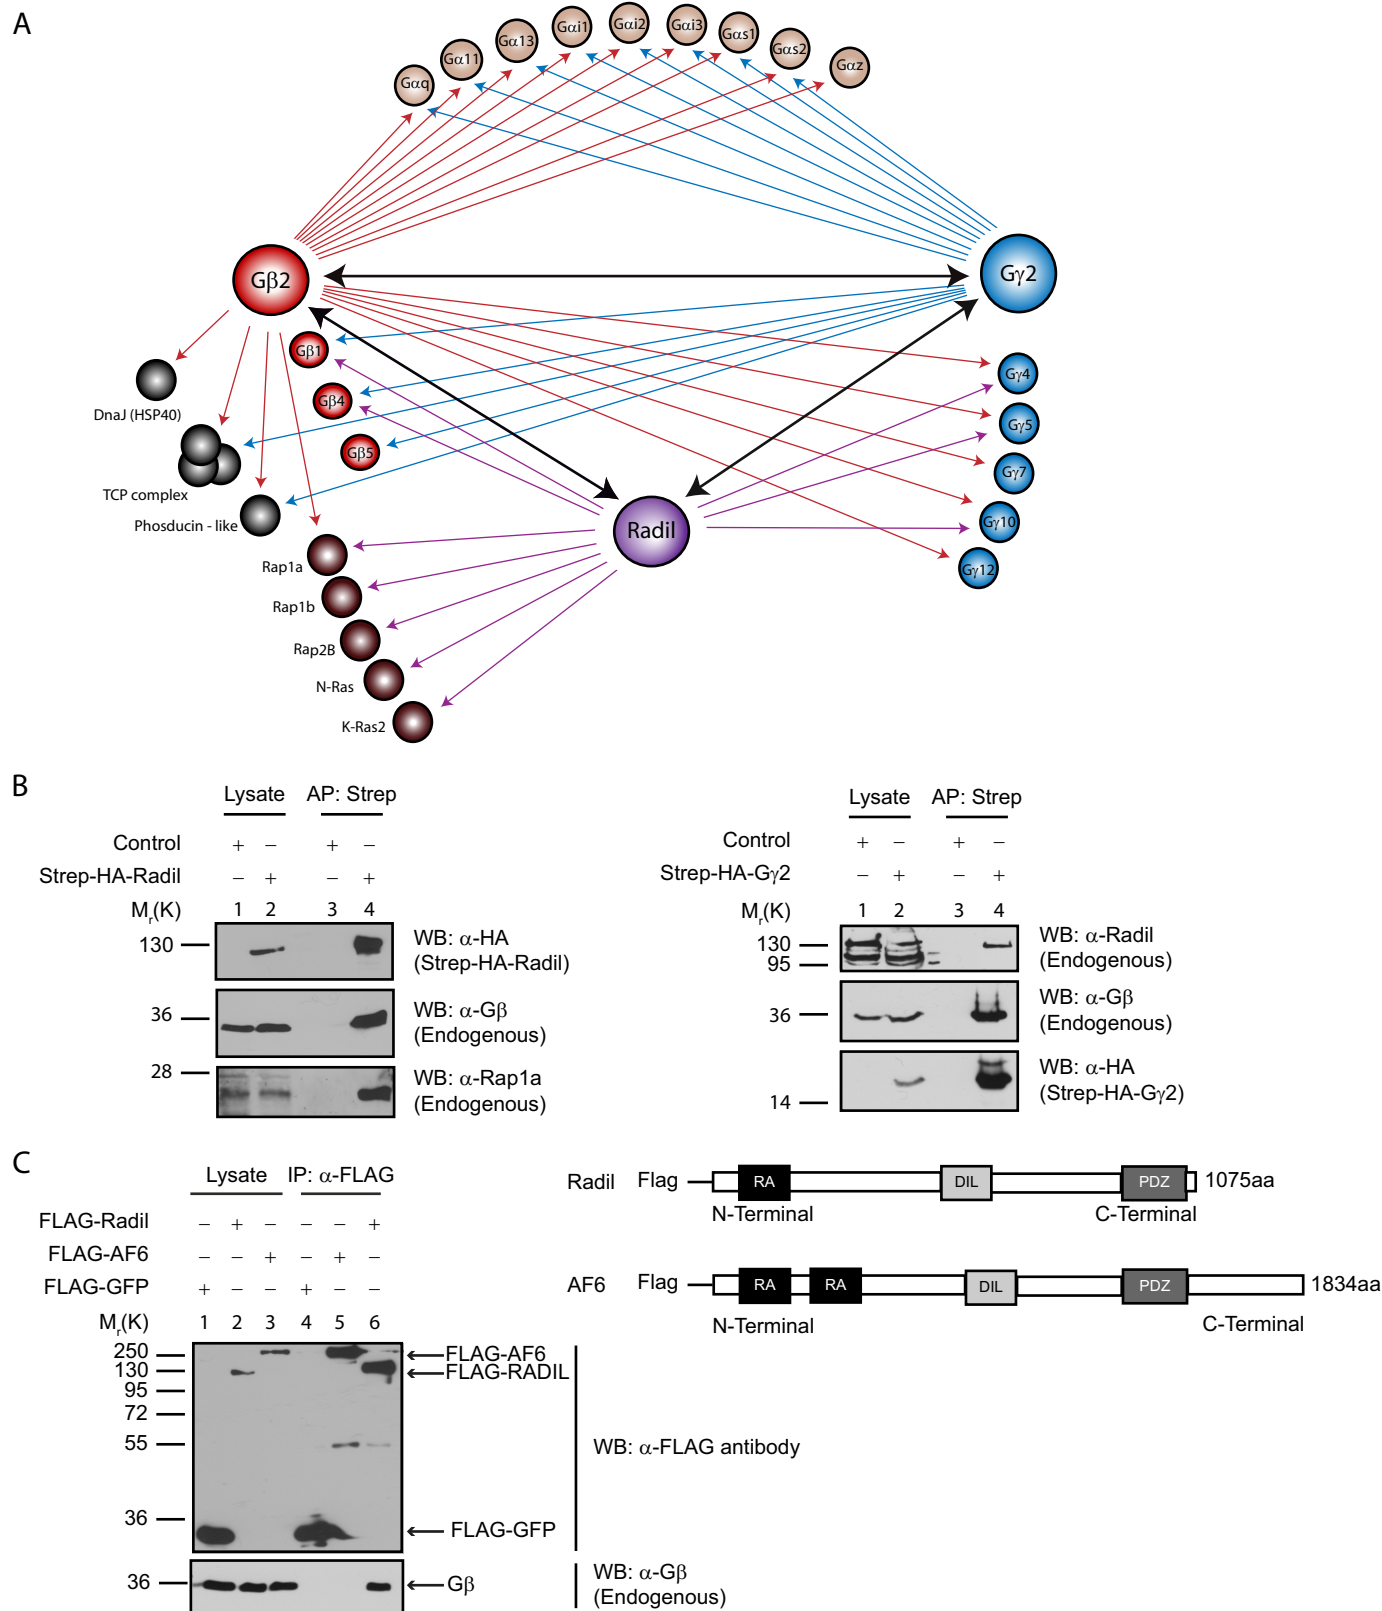 A
Gαq
Gα11
Gα13
Gαi1
Gαi2
Gαi3
Gαs1
Gαs2
Gαz
Gβ2
Gγ2
Gβ1
Gβ4
Gβ5
Gγ4
Gγ5
Gγ7
Gγ10
Gγ12
DnaJ (HSP40)
TCP complex
Phosducin - like
Radil
Rap1a
Rap1b
Rap2B
N-Ras
K-Ras2
B
Lysate AP: Strep
Control + – + –
Strep-HA-Radil – + – +
Mr(K) 1 2 3 4
130
WB: α-HA
(Strep-HA-Radil)
36
WB: α-Gβ
(Endogenous)
28
WB: α-Rap1a
(Endogenous)
Lysate AP: Strep
Control + – + –
Strep-HA-Gγ2 – + – +
Mr(K) 1 2 3 4
130
95
WB: α-Radil
(Endogenous)
36
WB: α-Gβ
(Endogenous)
14
WB: α-HA
(Strep-HA-Gγ2)
C
Lysate IP: α-FLAG
FLAG-Radil – + – – – +
FLAG-AF6 – – + – + –
FLAG-GFP + – – + – –
Mr(K) 1 2 3 4 5 6
250
130
95
72
55
36
FLAG-AF6
FLAG-RADIL
FLAG-GFP
WB: α-FLAG antibody
36
Gβ
WB: α-Gβ
(Endogenous)
Radil Flag RA DIL PDZ 1075aa
N-Terminal C-Terminal
AF6 Flag RA RA DIL PDZ 1834aa
N-Terminal C-Terminal